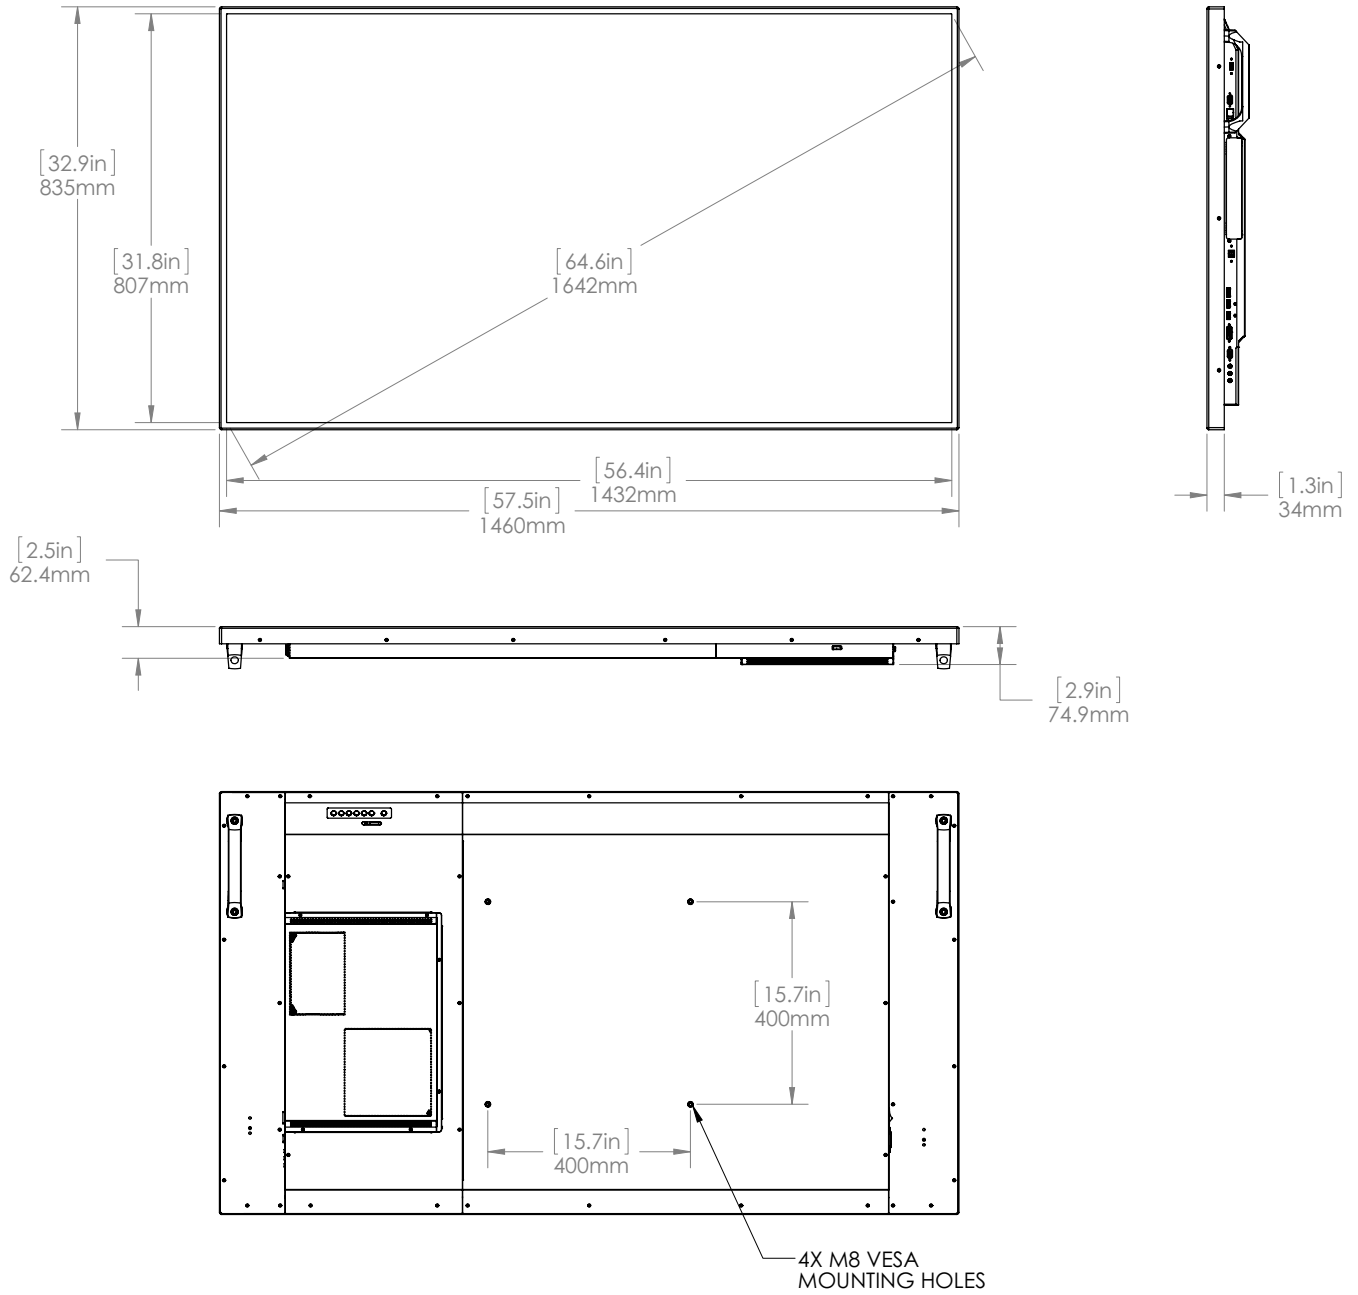 [32.9in]
835mm
[31.8in]
807mm
[64.6in]
1642mm
[56.4in]
1432mm
[57.5in]
1460mm
[1.3in]
34mm
[2.5in]
62.4mm
[2.9in]
74.9mm
[15.7in]
400mm
[15.7in]
400mm
4X M8 VESA
MOUNTING HOLES